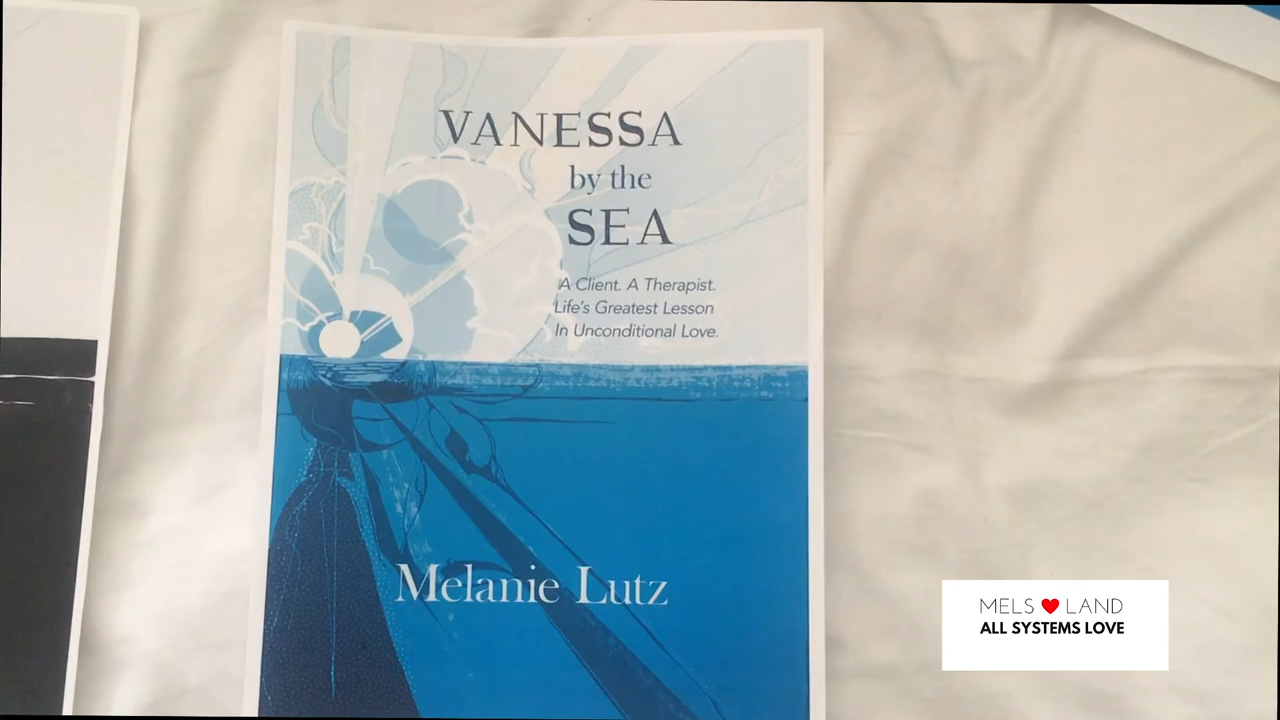 VANESSA
by the
SEA
A Client. A Therapist.
Life's Greatest Lesson
In Unconditional Love.
Melanie Lutz
MELS ❤ LAND
ALL SYSTEMS LOVE